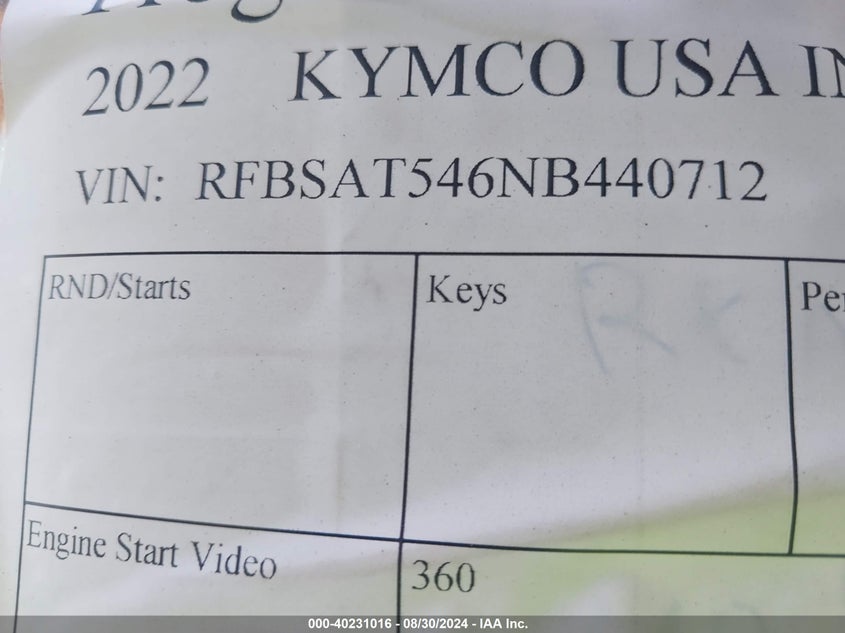 2022 KYMCO USA
VIN: RFBSAT546NB440712
RND/Starts
Keys
Engine Start Video
360
000-40231016 - 08/30/2024 - IAA Inc.